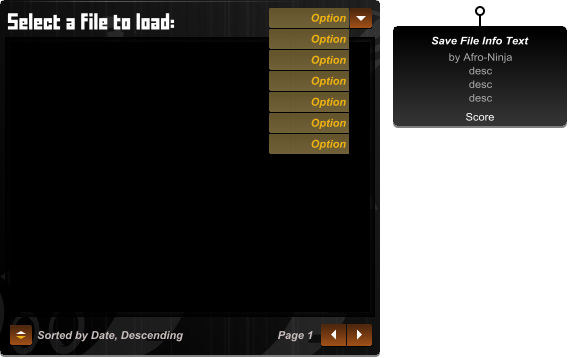 Select a file to load:
Option
Option
Option
Option
Option
Option
Option
Sorted by Date, Descending
Page 1
Save File Info Text
by Afro-Ninja
desc
desc
desc
Score